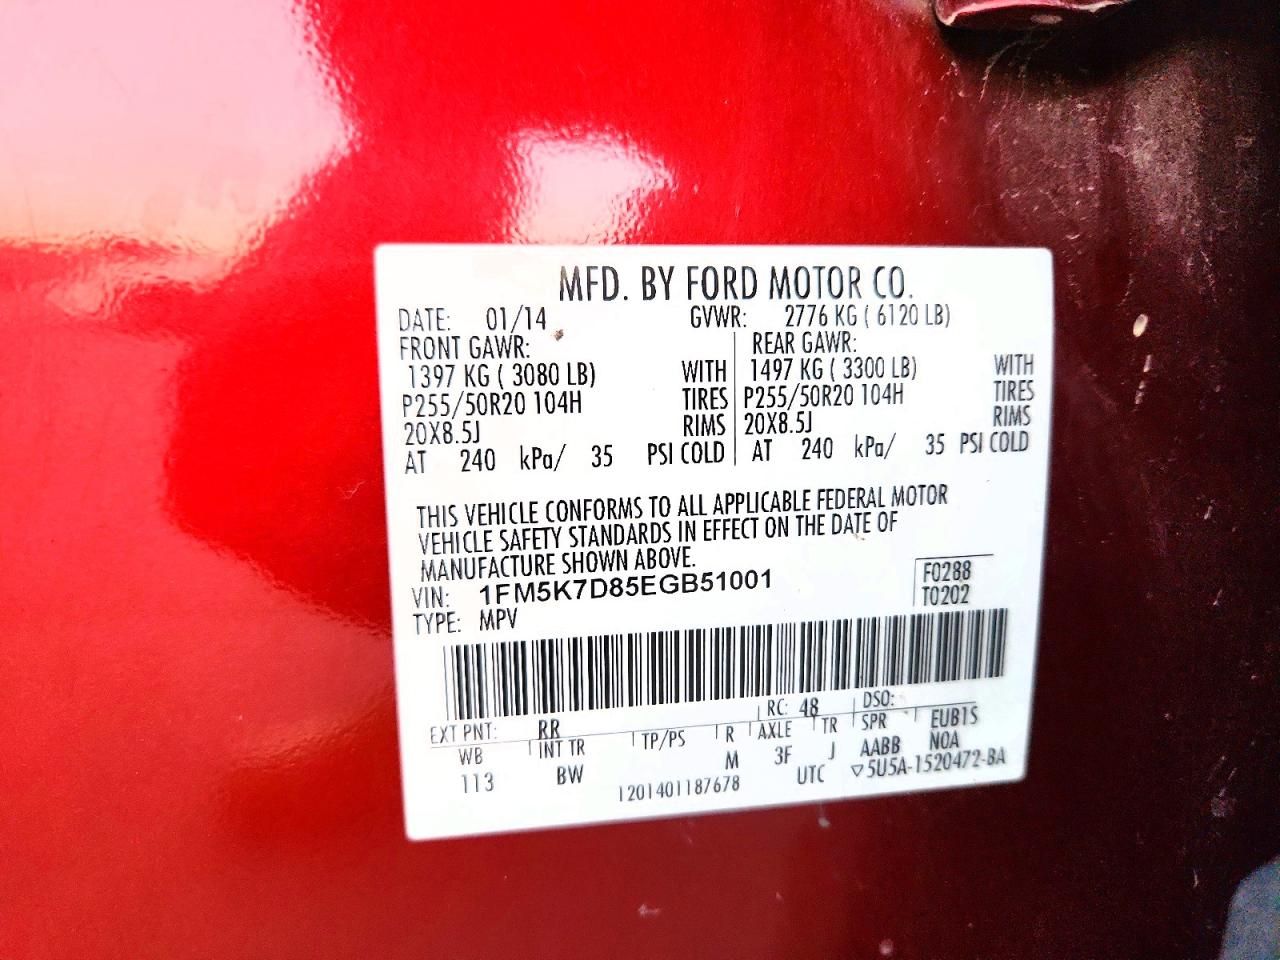 MFD. BY FORD MOTOR CO.
DATE: 01/14 GVWR: 2776 KG ( 6120 LB)
FRONT GAWR: REAR GAWR:
1397 KG ( 3080 LB) WITH 1497 KG ( 3300 LB) WITH
P255/50R20 104H TIRES P255/50R20 104H TIRES
20X8.5J RIMS 20X8.5J RIMS
AT 240 kPa/ 35 PSI COLD AT 240 kPa/ 35 PSI COLD
THIS VEHICLE CONFORMS TO ALL APPLICABLE FEDERAL MOTOR
VEHICLE SAFETY STANDARDS IN EFFECT ON THE DATE OF
MANUFACTURE SHOWN ABOVE.
VIN: 1FM5K7D85EGB51001 F0288
TYPE: MPV T0202
EXT PNT: RR RC: 48 DSO:
WB INT TR TP/PS R AXLE TR SPR EUB1S
113 BW M 3F J AABB N0A
1201401187678 UTC ▽5U5A-1520472-BA